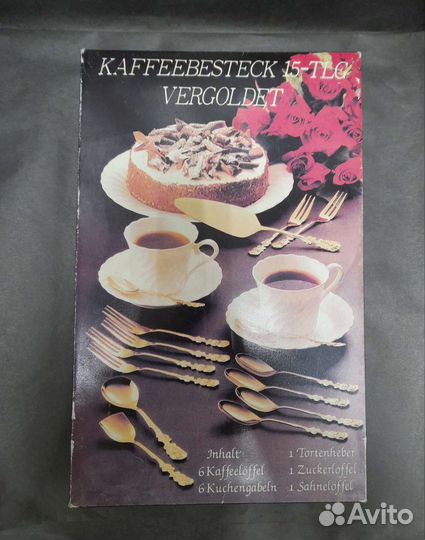 KAFFEEBESTECK 15-TLG
VERGOLDET
Inhalt:
6 Kaffeelöffel
6 Kuchengabeln
1 Tortenheber
1 Zuckerlöffel
1 Sahnelöffel
Avito